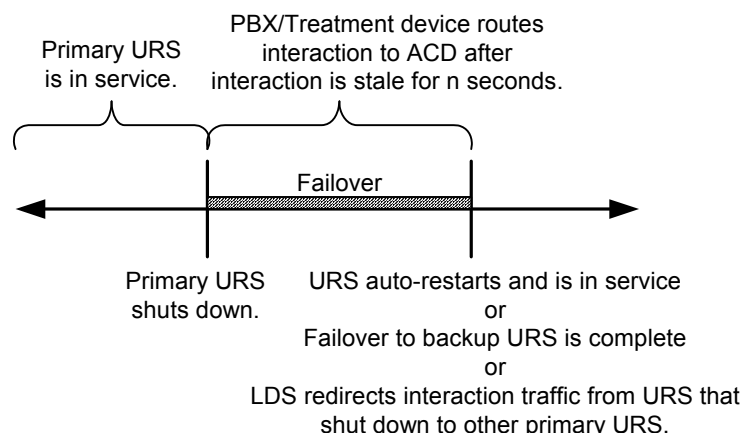 Primary URS
is in service.
PBX/Treatment device routes
interaction to ACD after
interaction is stale for n seconds.
Failover
Primary URS
shuts down.
URS auto-restarts and is in service
or
Failover to backup URS is complete
or
LDS redirects interaction traffic from URS that
shut down to other primary URS.